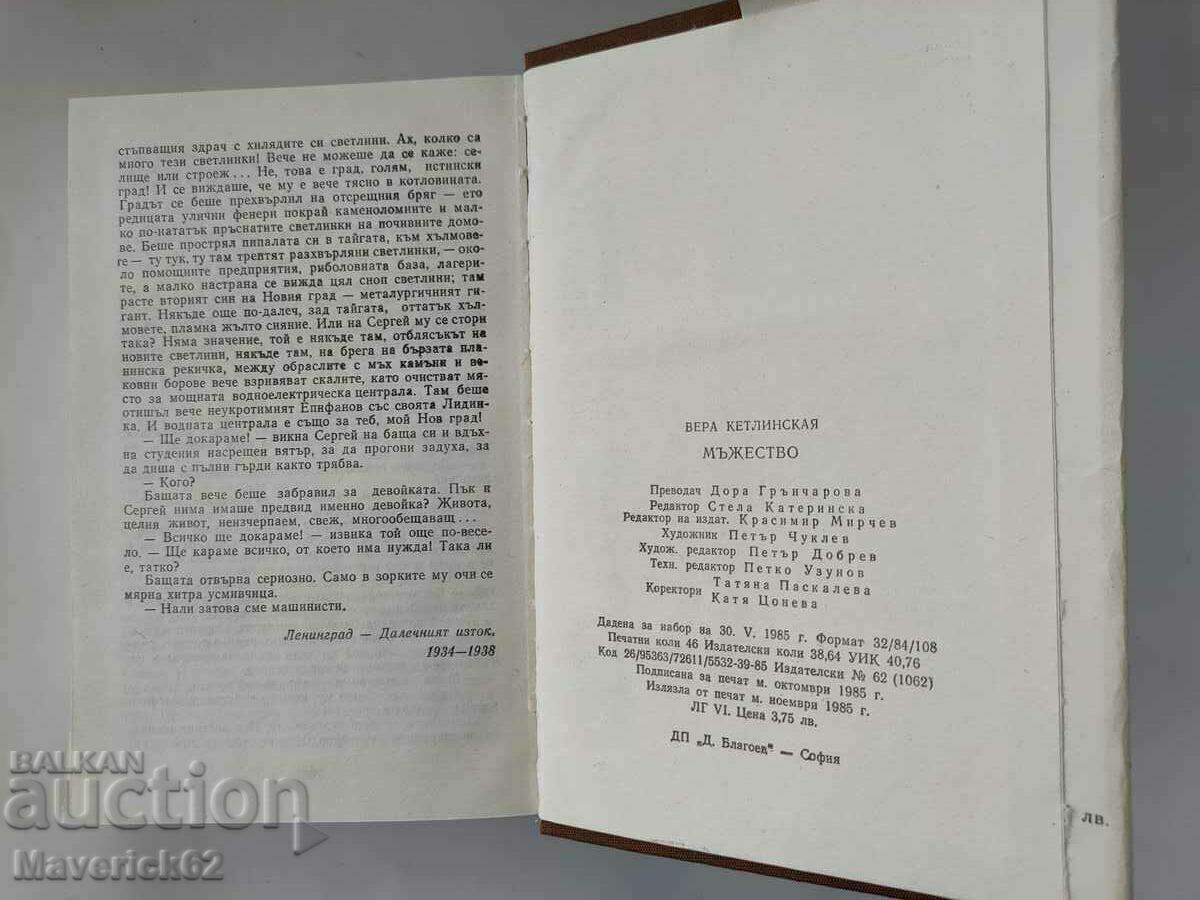 стъпващия здрач с хилядите си светлини. Ах, колко са
много тези светлинки! Вече не можеше да се каже: се-
лище или строеж... Не, това е град, голям, истински
град! И се виждаше, че му е вече тясно в котловината.
Градът се беше прехвърлил на отсрещния бряг — ето
редицата улични фенери покрай каменоломните и мал-
ко по-нататък пръснатите светлинки на почивните домо-
ве. Беше прострял пипалата си в тайгата, към хълмове-
те — ту тук, ту там трептят разхвърляни светлинки, — око-
ло помощните предприятия, риболовната база, лагери-
те, а малко настрана се вижда цял сноп светлини; там
расте вторият син на Новия град — металургичният ги-
гант. Някъде още по-далеч, зад тайгата, оттатък хъл-
мовете, пламна жълто сияние. Или на Сергей му се стори
така? Няма значение, той е някъде там, отблясъкът на
новите светлини, някъде там, на брега на бързата пла-
нинска рекичка, между обраслите с мъх камъни и ве-
ковни борове вече взривяват скалите, като очистват мя-
сто за мощната водноелектрическа централа. Там беше
отишъл вече неукротимият Епифанов със своята Лидин-
ка. И водната централа е също за теб, мой Нов град!
— Ще докараме! — викна Сергей на баща си и вдъх-
на студения насрещен вятър, за да прогони задуха, за
да диша с пълни гърди както трябва.
— Кого?
Бащата вече беше забравил за девойката. Пък и
Сергей нима имаше предвид именно девойка? Живота,
целия живот, неизчерпаем, свеж, многообещаващ...
— Всичко ще докараме! — извика той още по-весе-
ло. — Ще караме всичко, от което има нужда! Така ли
е, татко?
Бащата отвърна сериозно. Само в зорките му очи се
мярна хитра усмивчица.
— Нали затова сме машинисти.
Ленинград — Далечният изток,
1934—1938
ВЕРА КЕТЛИНСКАЯ
МЪЖЕСТВО
Преводач Дора Грънчарова
Редактор Стела Катеринска
Редактор на издат. Красимир Мирчев
Художник Петър Чуклев
Худож. редактор Петър Добрев
Техн. редактор Петко Узунов
Коректори Татяна Паскалева
Катя Цонева
Дадена за набор на 30. V. 1985 г. Формат 32/84/108
Печатни коли 46 Издателски коли 38,64 УИК 40,76
Код 26/95363/72611/5532-39-85 Издателски № 62 (1062)
Подписана за печат м. октомври 1985 г.
Излязла от печат м. ноември 1985 г.
ЛГ VI. Цена 3,75 лв.
ДП „Д. Благоев“ — София
лв.
BALKAN
auction
Maverick62